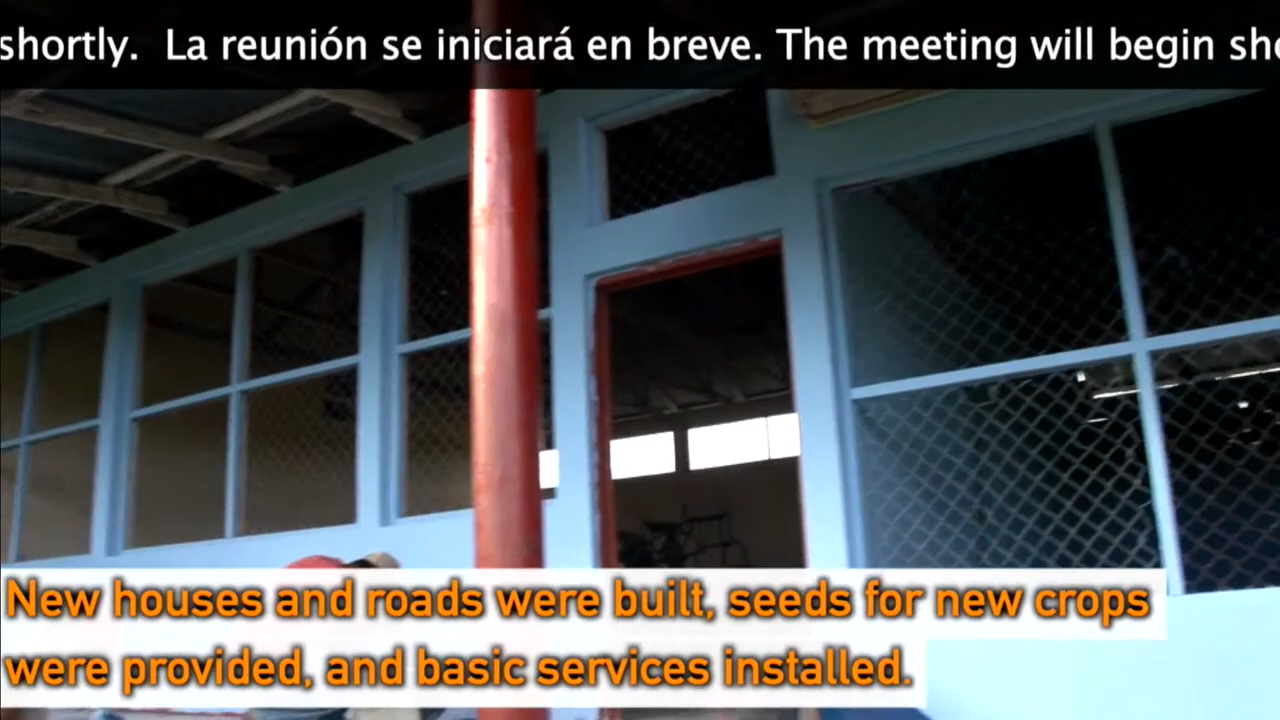 shortly. La reunión se iniciará en breve. The meeting will begin
New houses and roads were built, seeds for new crops
were provided, and basic services installed.